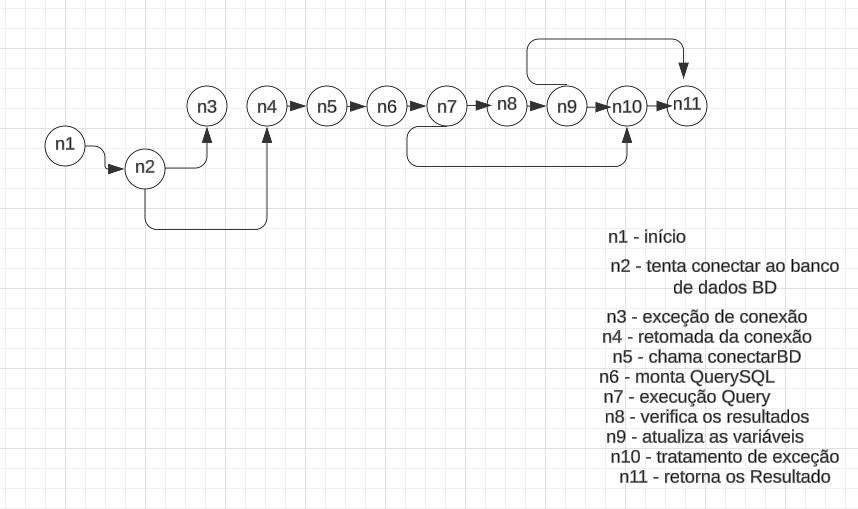 n1
n2
n3
n4
n5
n6
n7
n8
n9
n10
n11
n1 - início
n2 - tenta conectar ao banco
de dados BD
n3 - exceção de conexão
n4 - retomada da conexão
n5 - chama conectarBD
n6 - monta QuerySQL
n7 - execução Query
n8 - verifica os resultados
n9 - atualiza as variáveis
n10 - tratamento de exceção
n11 - retorna os Resultado